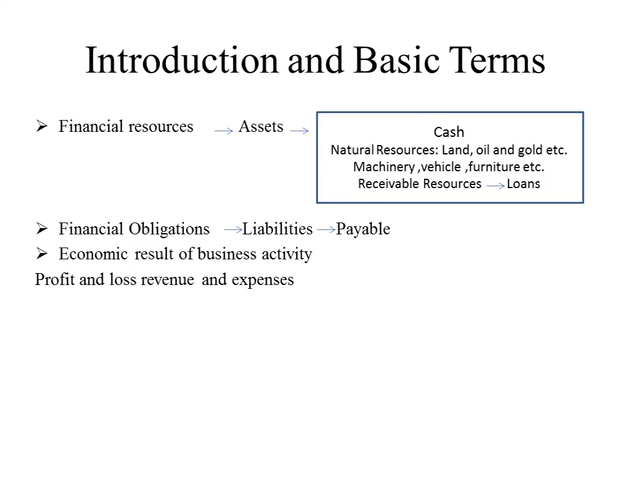 Introduction and Basic Terms
➢ Financial resources → Assets →
Cash
Natural Resources: Land, oil and gold etc.
Machinery ,vehicle ,furniture etc.
Receivable Resources → Loans
➢ Financial Obligations → Liabilities → Payable
➢ Economic result of business activity
Profit and loss revenue and expenses